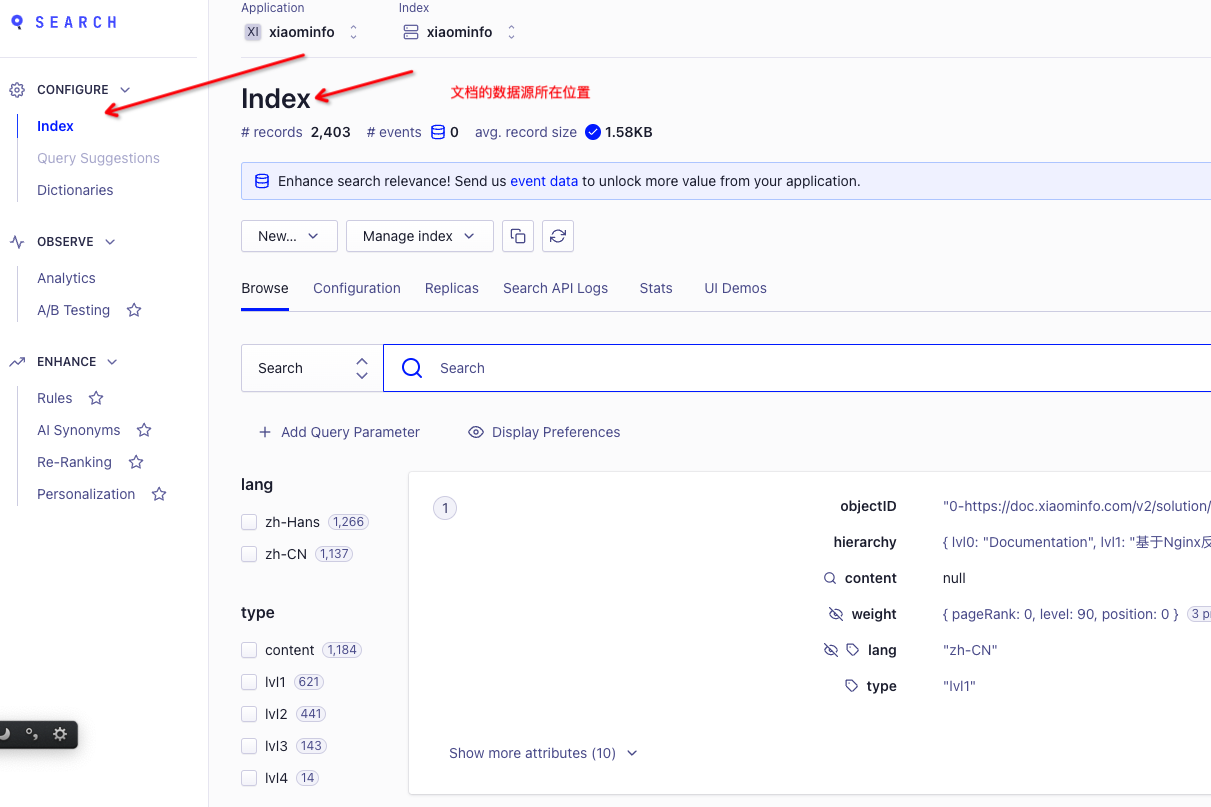 SEARCH
CONFIGURE
Index
Query Suggestions
Dictionaries
OBSERVE
Analytics
A/B Testing
ENHANCE
Rules
AI Synonyms
Re-Ranking
Personalization
Application
Index
XI xiaominfo
xiaominfo
Index
文档的数据源所在位置
# records 2,403 # events 0 avg. record size 1.58KB
Enhance search relevance! Send us event data to unlock more value from your application.
New... Manage index
Browse Configuration Replicas Search API Logs Stats UI Demos
Search Search
Add Query Parameter Display Preferences
lang
zh-Hans 1,266
zh-CN 1,137
type
content 1,184
lvl1 621
lvl2 441
lvl3 143
lvl4 14
1
objectID "0-https://doc.xiaominfo.com/v2/solution/
hierarchy { lvl0: "Documentation", lvl1: "基于Nginx反
content null
weight { pageRank: 0, level: 90, position: 0 } 3
lang "zh-CN"
type "lvl1"
Show more attributes (10)